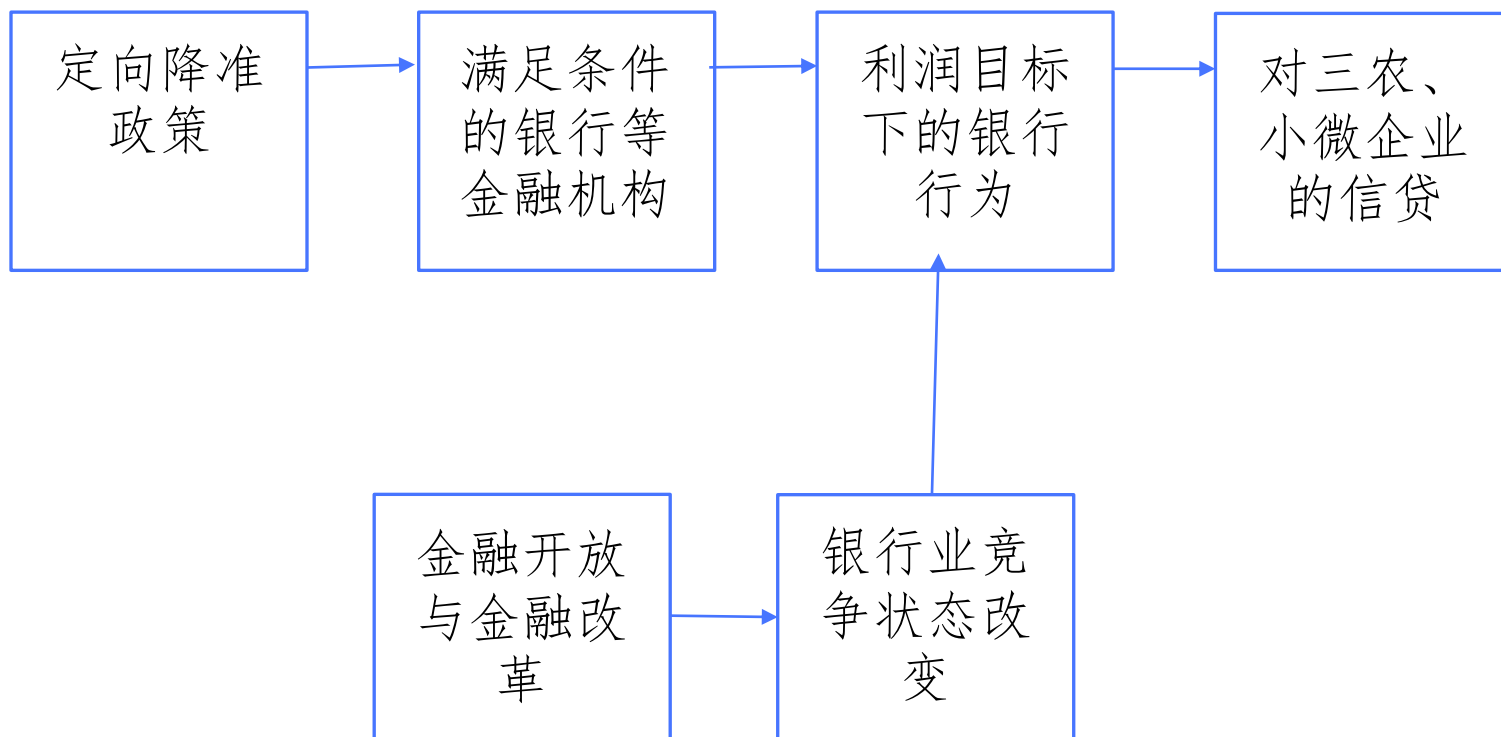 定向降准
政策
满足条件
的银行等
金融机构
利润目标
下的银行
行为
对三农、
小微企业
的信贷
金融开放
与金融改
革
银行业竞
争状态改
变